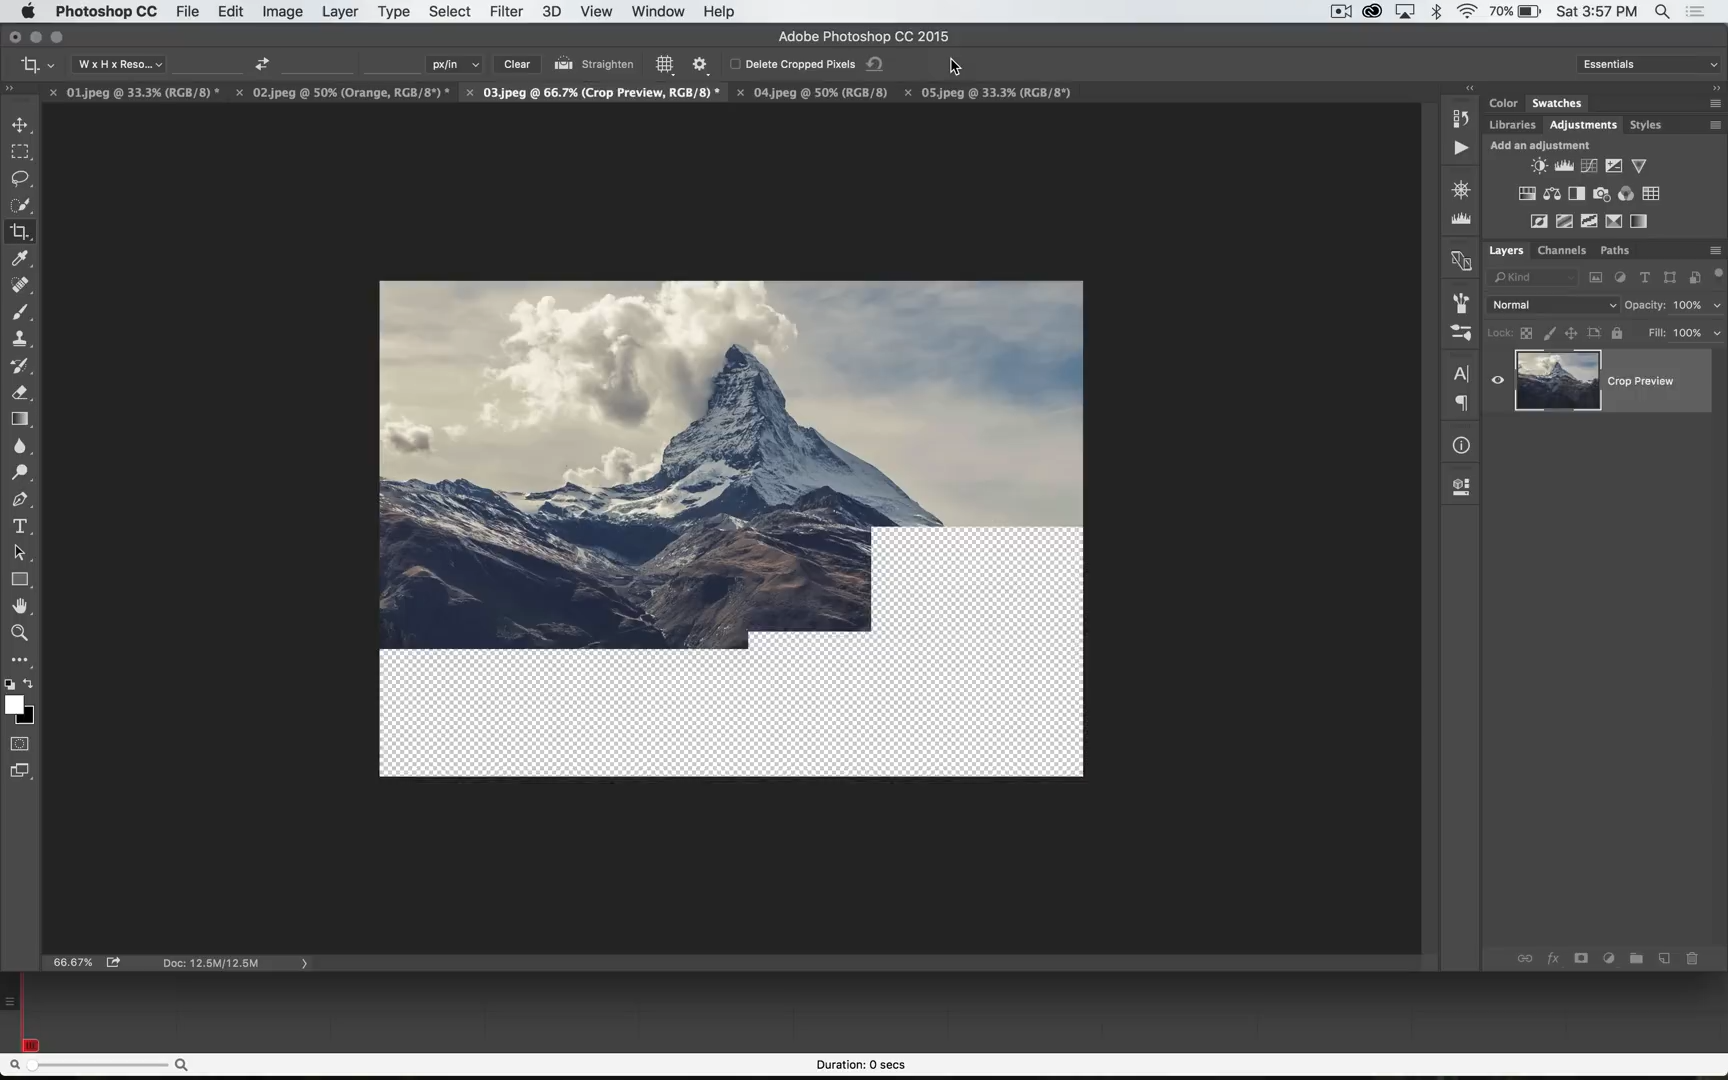 Photoshop CC File Edit Image Layer Type Select Filter 3D View Window Help 70% Sat 3:57 PM
Adobe Photoshop CC 2015
W x H x Reso... px/in Clear Straighten Delete Cropped Pixels Essentials
01.jpeg @ 33.3% (RGB/8) * 02.jpeg @ 50% (Orange, RGB/8*) * 03.jpeg @ 66.7% (Crop Preview, RGB/8) * 04.jpeg @ 50% (RGB/8) 05.jpeg @ 33.3% (RGB/8*)
Color Swatches
Libraries Adjustments Styles
Add an adjustment
Layers Channels Paths
Kind
Normal Opacity: 100%
Lock: Fill: 100%
Crop Preview
66.67% Doc: 12.5M/12.5M
Duration: 0 secs